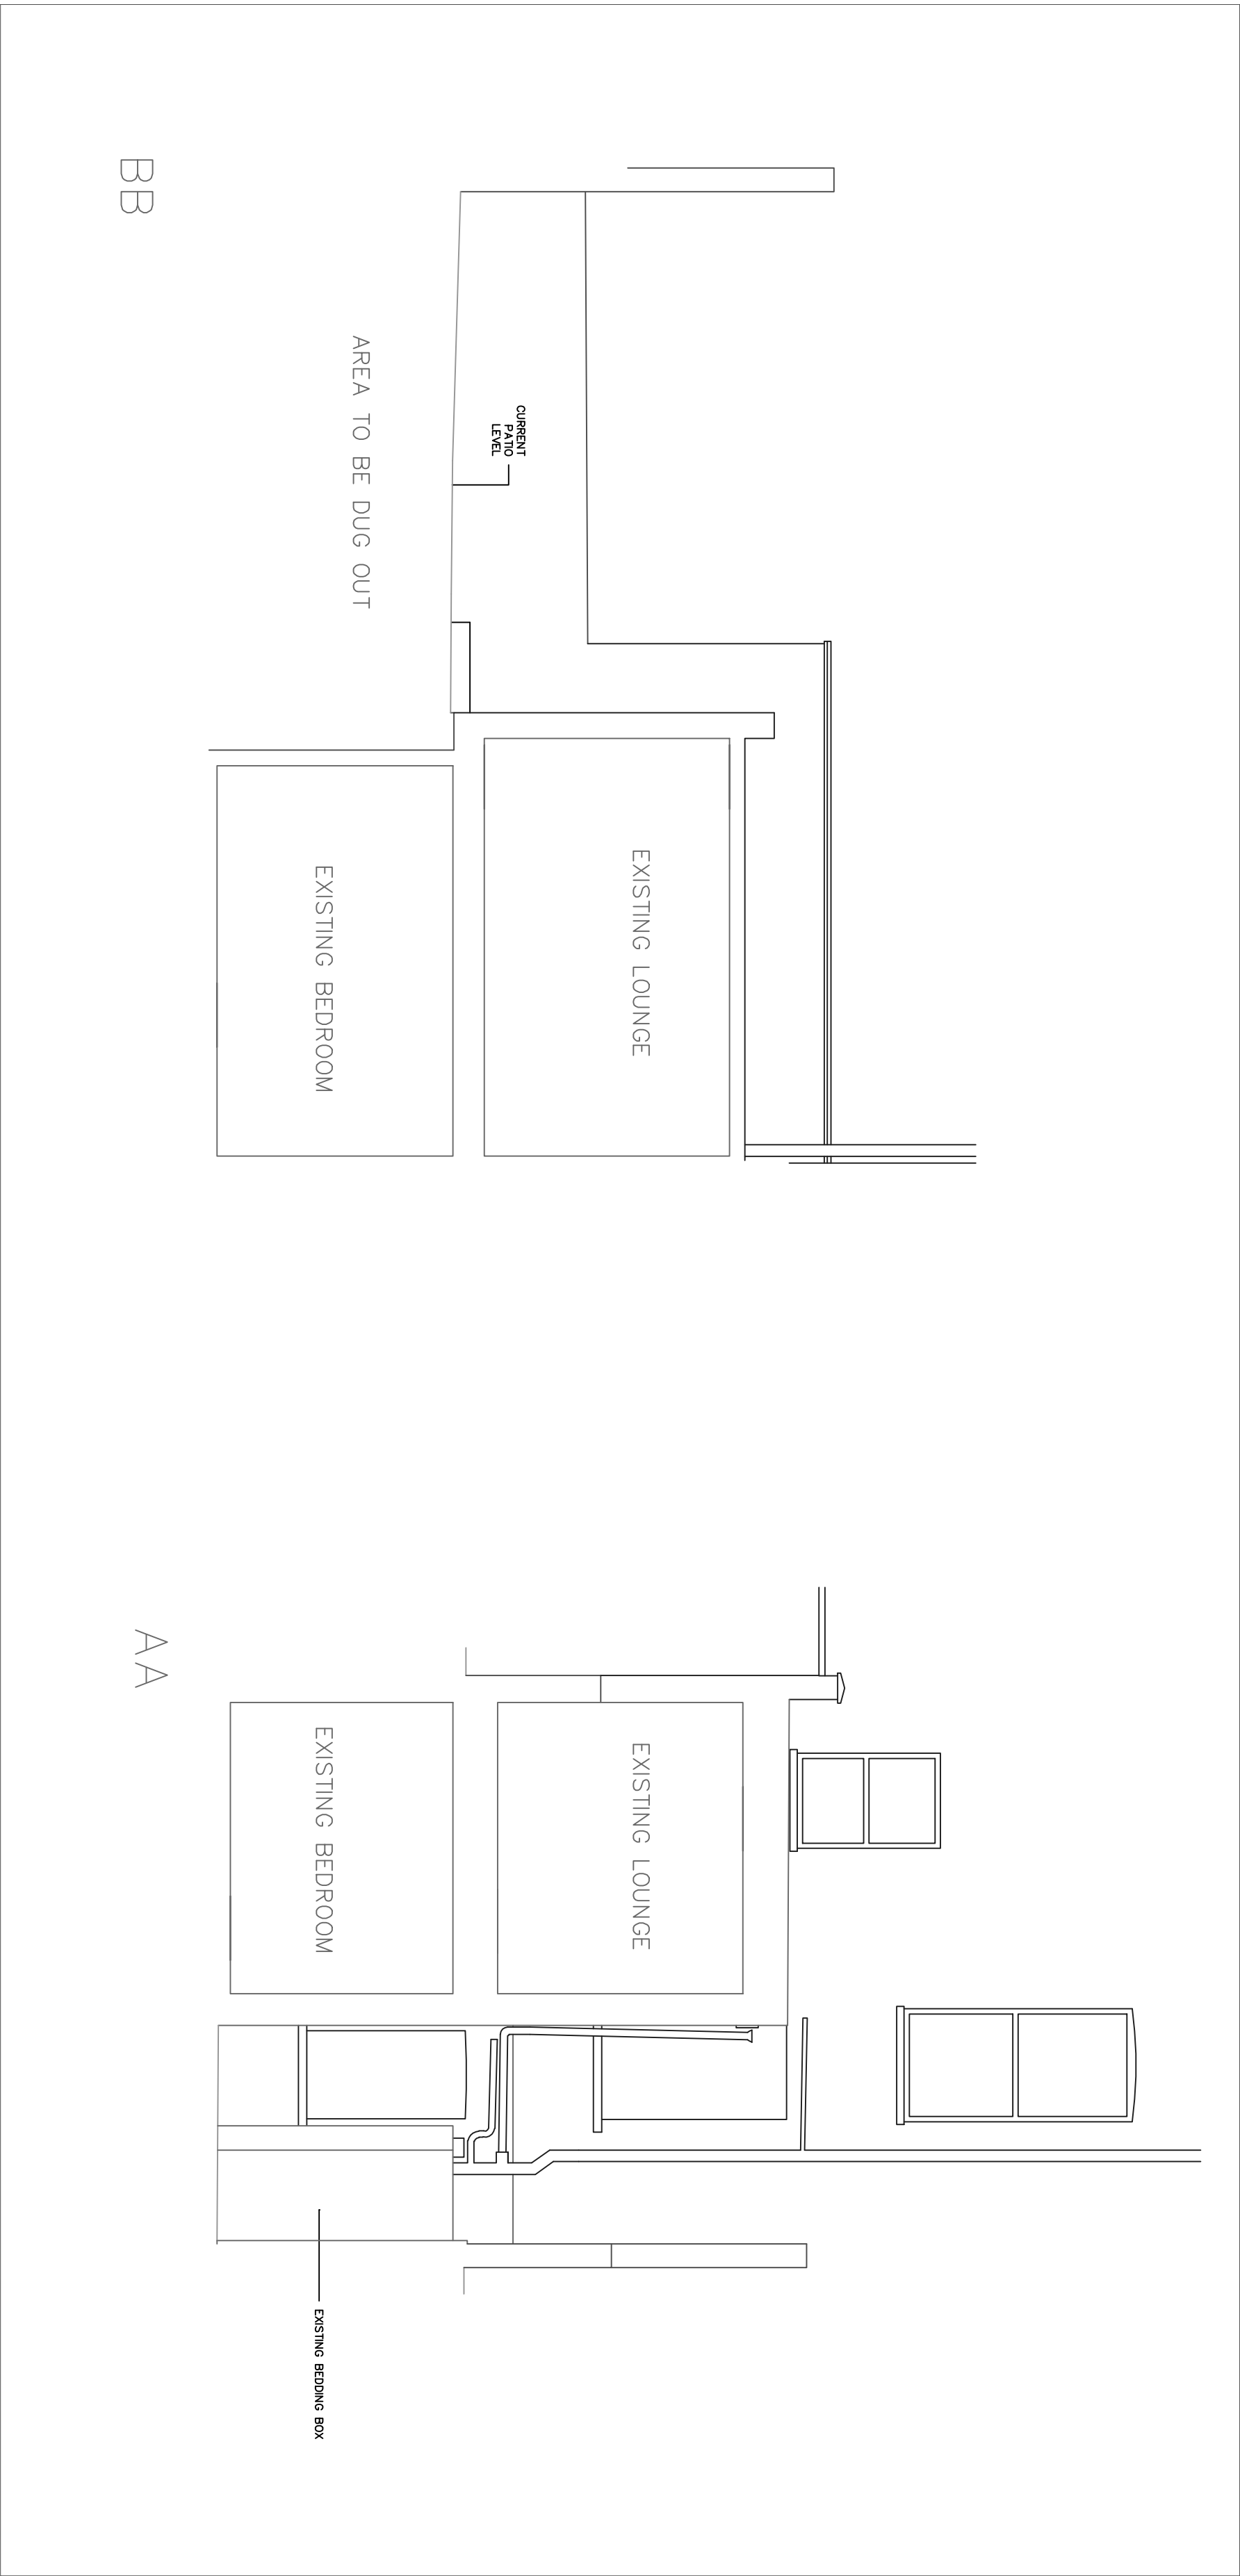 CURRENT
PATIO
LEVEL
EXISTING LOUNGE
AREA TO BE DUG OUT
EXISTING BEDROOM
BB
EXISTING LOUNGE
EXISTING BEDROOM
EXISTING BEDDING BOX
AA